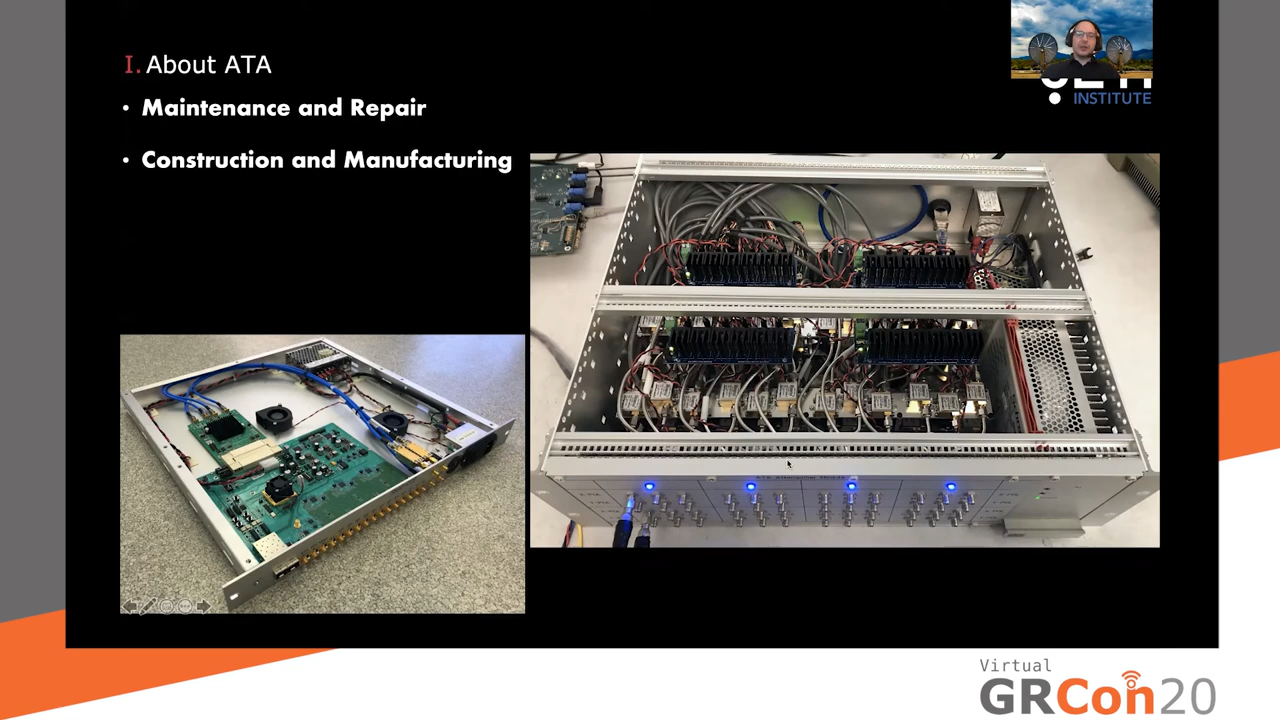 I. About ATA
• Maintenance and Repair
• Construction and Manufacturing
INSTITUTE
Virtual
GRCon20